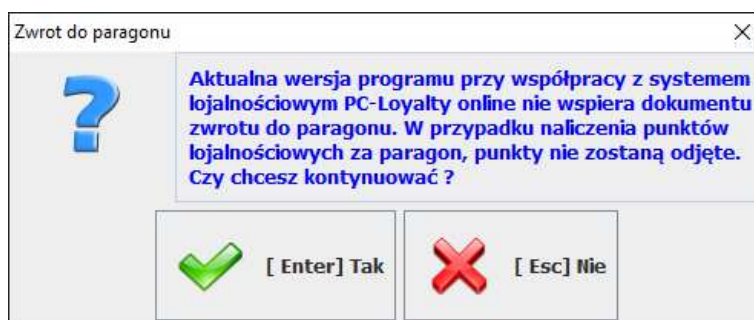 Zwrot do paragonu
Aktualna wersja programu przy współpracy z systemem
lojalnościowym PC-Loyalty online nie wspiera dokumentu
zwrotu do paragonu. W przypadku naliczenia punktów
lojalnościowych za paragon, punkty nie zostaną odjęte.
Czy chcesz kontynuować ?
[ Enter] Tak
[ Esc] Nie